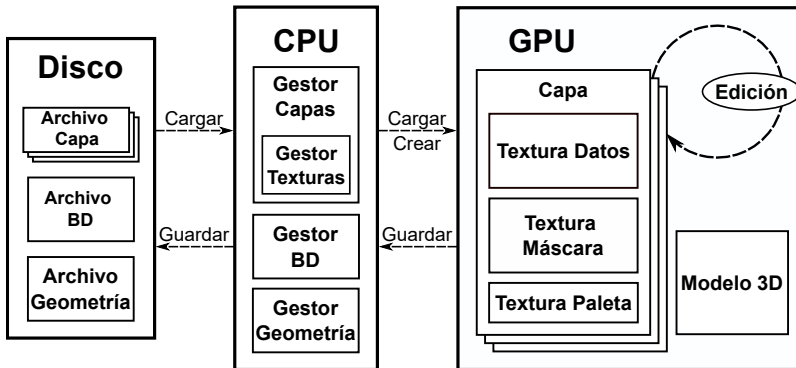 Disco
Archivo
Capa
Archivo
BD
Archivo
Geometría
Cargar
Guardar
CPU
Gestor
Capas
Gestor
Texturas
Gestor
BD
Gestor
Geometría
Cargar
Crear
Guardar
GPU
Capa
Textura Datos
Textura
Máscara
Textura Paleta
Edición
Modelo 3D